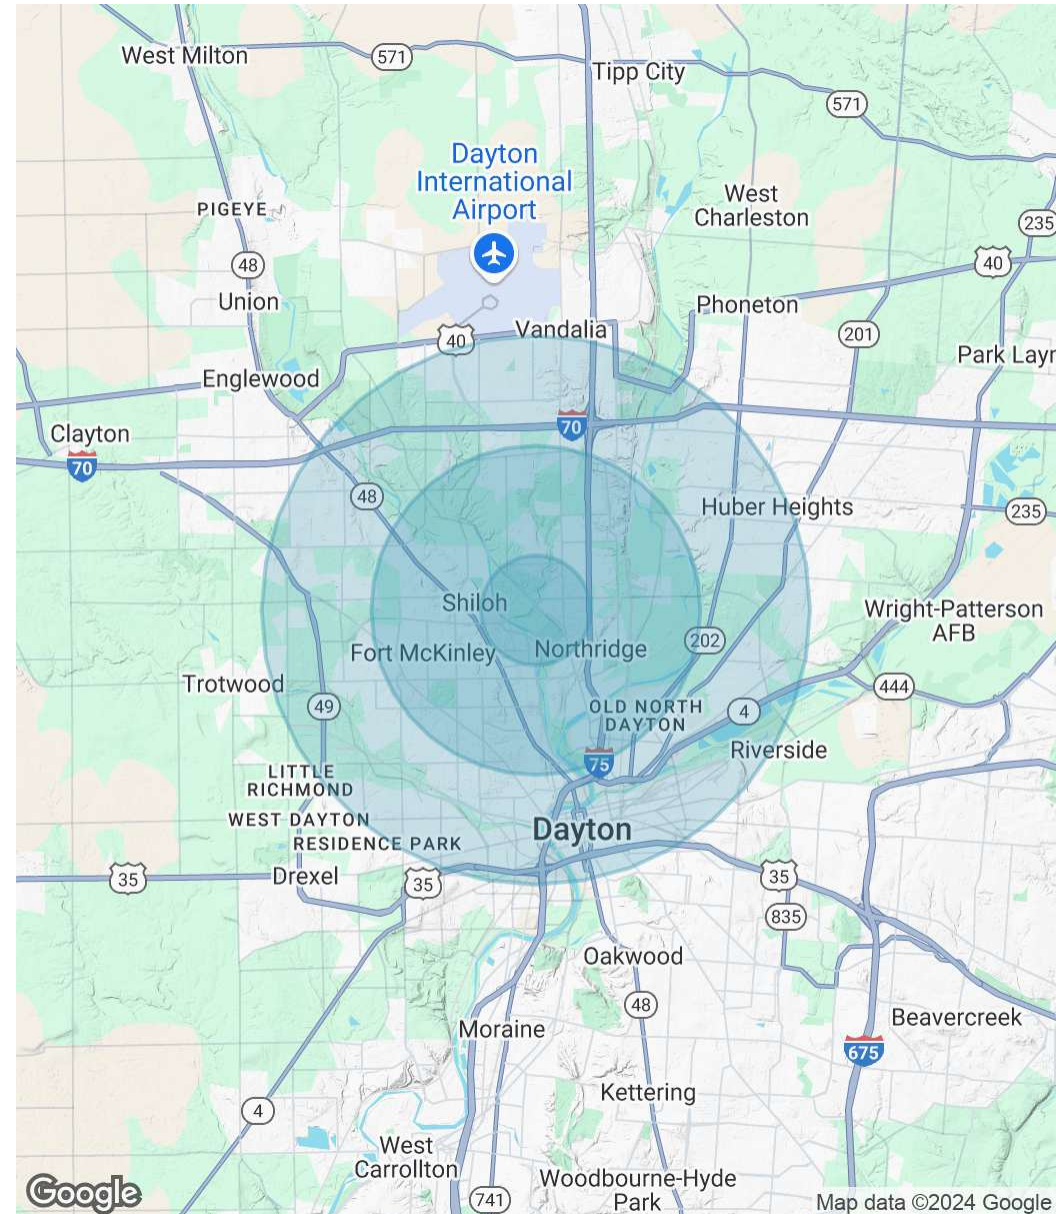 West Milton
571
Tipp City
571
Dayton
International
Airport
West
Charleston
PIGEYE
235
48
40
Union
Phoneton
Vandalia
201
40
Park Layn
Englewood
70
Clayton
70
48
Huber Heights
235
Shiloh
Wright-Patterson
AFB
202
Northridge
Fort McKinley
Trotwood
444
49
OLD NORTH
DAYTON
4
Riverside
75
LITTLE
RICHMOND
WEST DAYTON
Dayton
RESIDENCE PARK
35
Drexel
35
35
835
Oakwood
48
Beavercreek
Moraine
675
Kettering
4
West
Carrollton
Woodbourne-Hyde
Park
Google
741
Map data ©2024 Google